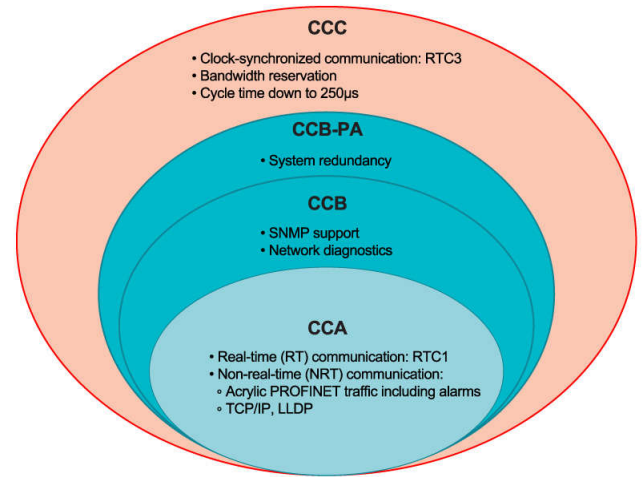 CCC
• Clock-synchronized communication: RTC3
• Bandwidth reservation
• Cycle time down to 250µs
CCB-PA
• System redundancy
CCB
• SNMP support
• Network diagnostics
CCA
• Real-time (RT) communication: RTC1
• Non-real-time (NRT) communication:
◦ Acrylic PROFINET traffic including alarms
◦ TCP/IP, LLDP